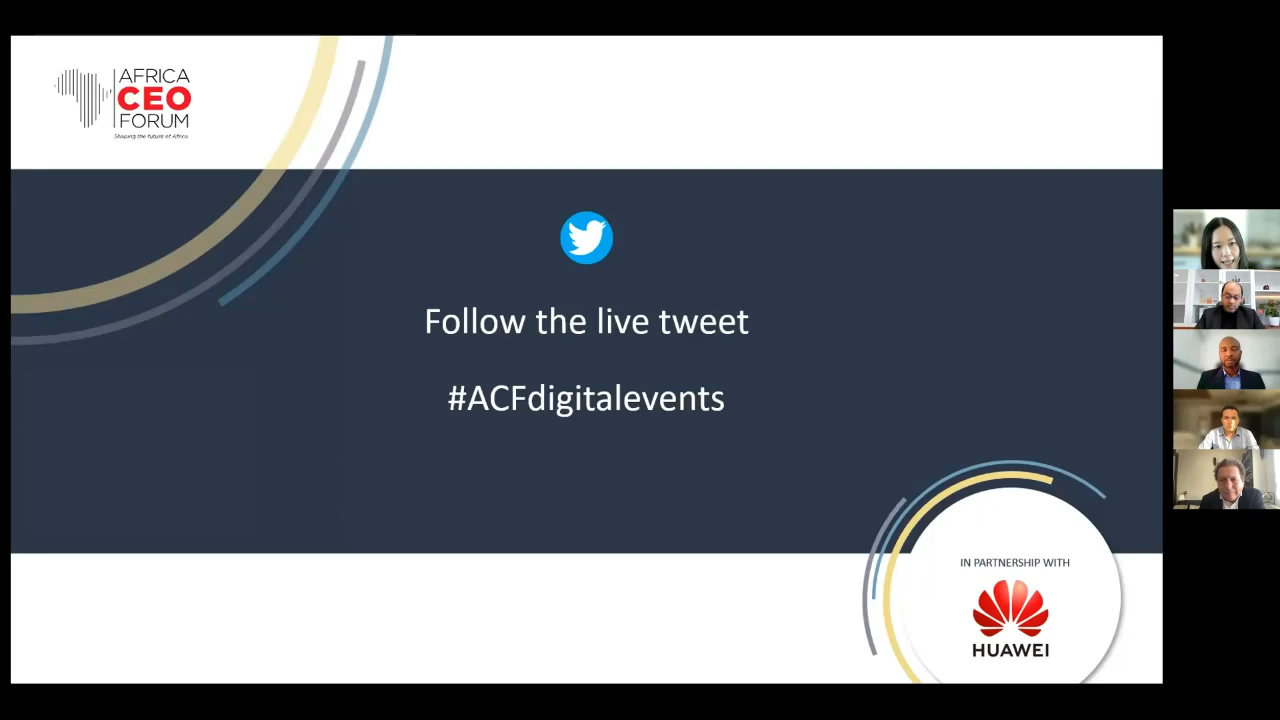 AFRICA
CEO
FORUM
Shaping the future of Africa
Follow the live tweet
#ACFdigitalevents
IN PARTNERSHIP WITH
HUAWEI